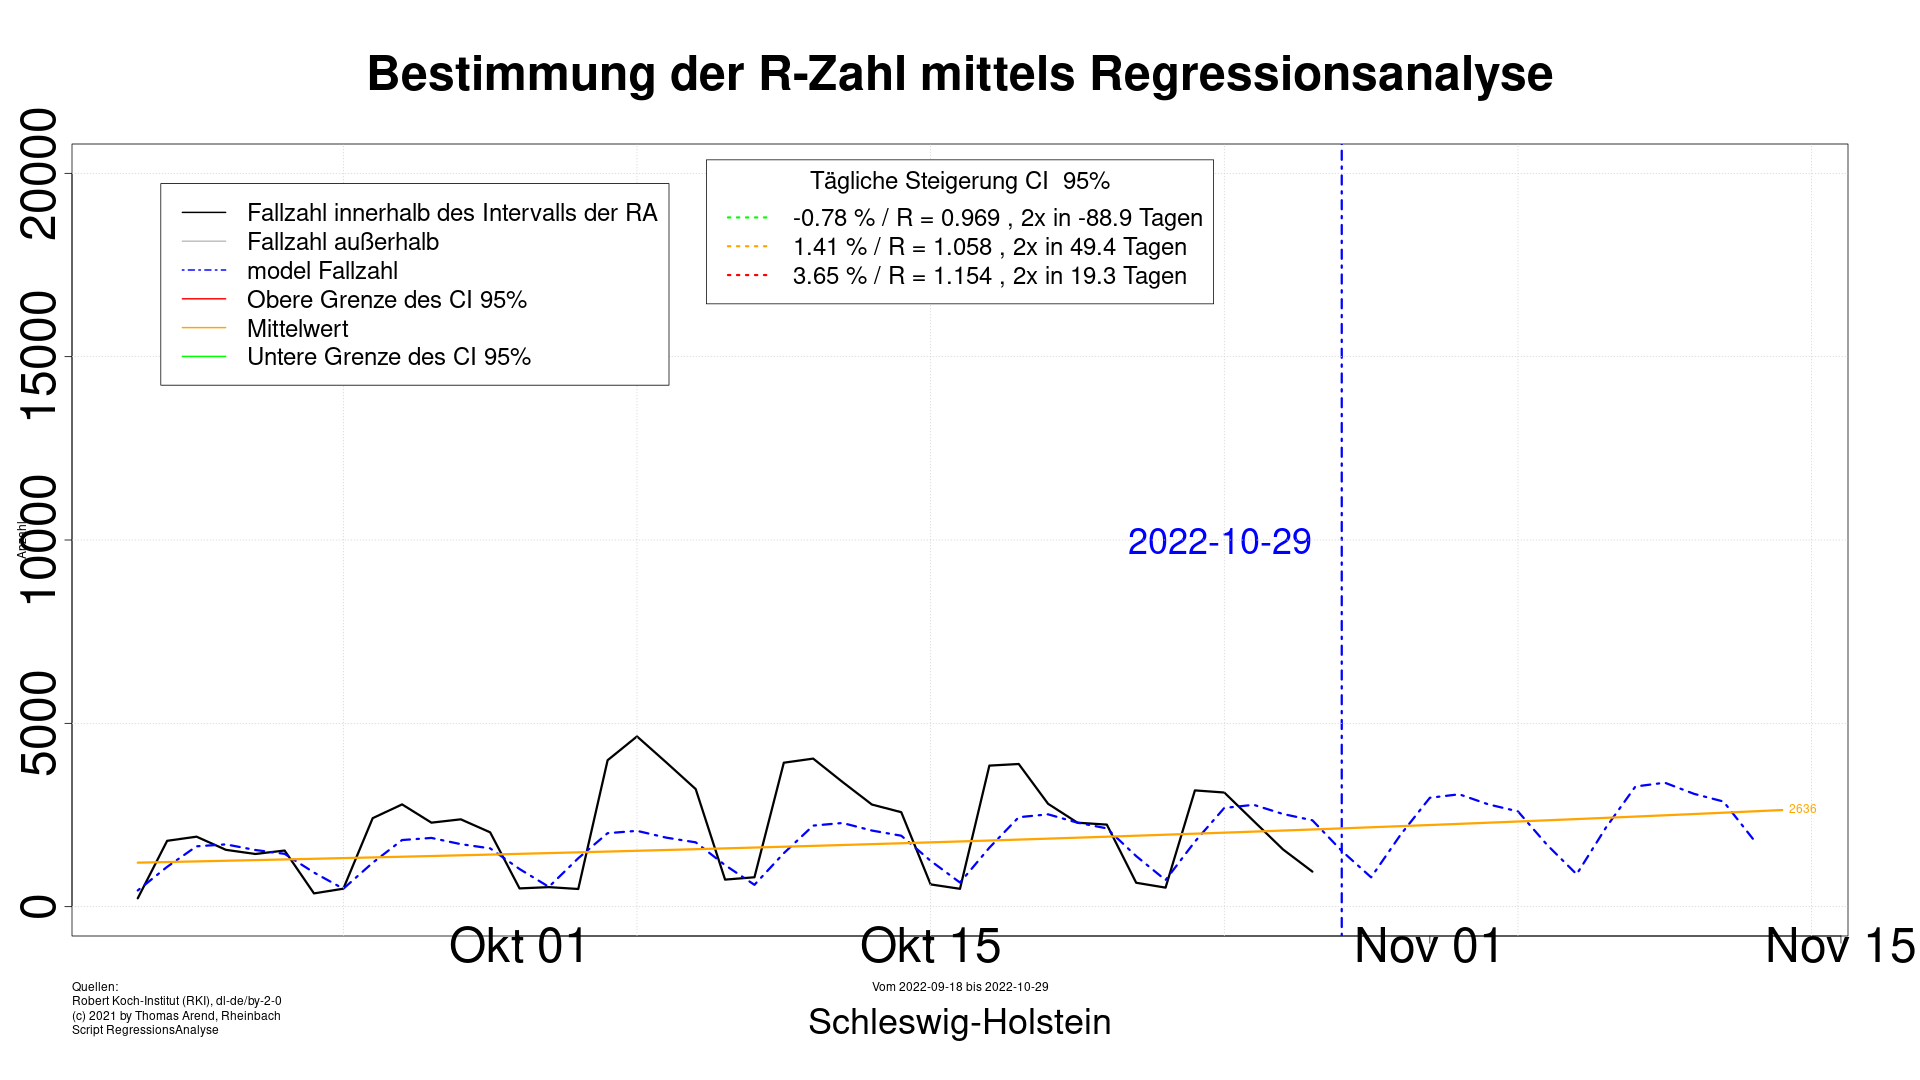 Bestimmung der R-Zahl mittels Regressionsanalyse
20000
15000
10000
5000
0
Anzahl
Fallzahl innerhalb des Intervalls der RA
Fallzahl außerhalb
model Fallzahl
Obere Grenze des CI 95%
Mittelwert
Untere Grenze des CI 95%
Tägliche Steigerung CI  95%
-0.78 % / R = 0.969 , 2x in -88.9 Tagen
1.41 % / R = 1.058 , 2x in 49.4 Tagen
3.65 % / R = 1.154 , 2x in 19.3 Tagen
2022-10-29
2636
Okt 01
Okt 15
Nov 01
Nov 15
Quellen:
Robert Koch-Institut (RKI), dl-de/by-2-0
(c) 2021 by Thomas Arend, Rheinbach
Script RegressionsAnalyse
Vom 2022-09-18 bis 2022-10-29
Schleswig-Holstein